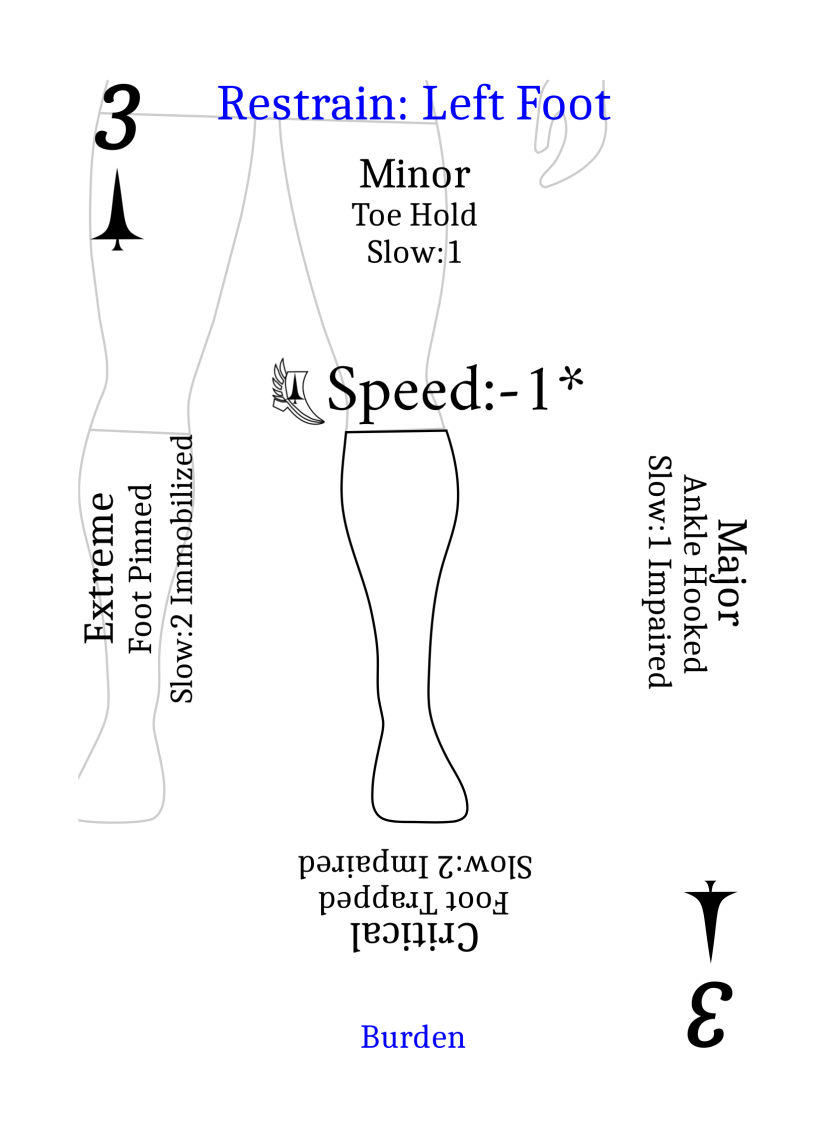 3
Restrain: Left Foot
Minor
Toe Hold
Slow:1
Speed:-1*
Extreme
Foot Pinned
Slow:2 Immobilized
Major
Ankle Hooked
Slow:1 Impaired
Critical
Foot Trapped
Slow:2 Impaired
3
Burden